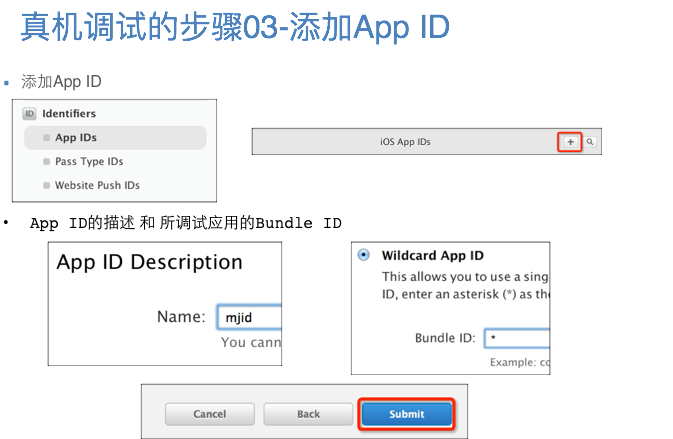 真机调试的步骤03-添加App ID
添加App ID
ID Identifiers
App IDs
Pass Type IDs
Website Push IDs
iOS App IDs
App ID的描述 和 所调试应用的Bundle ID
App ID Description
Name: mjid
You cann
Wildcard App ID
This allows you to use a sing
ID, enter an asterisk (*) as the
Bundle ID: *
Example: co
Cancel Back Submit